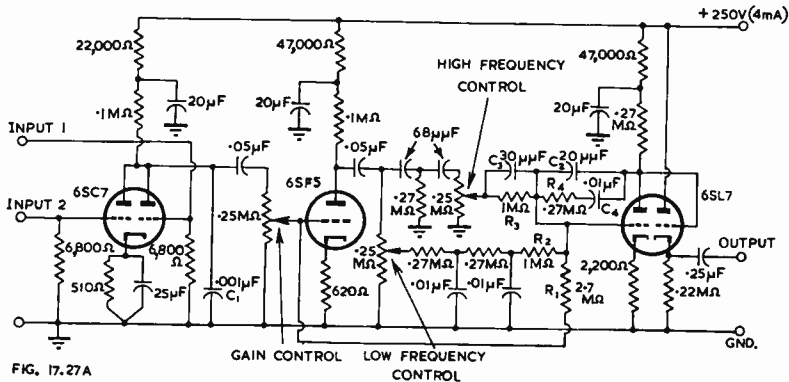 +250V(4mA)
22,000Ω
47,000Ω
HIGH FREQUENCY
CONTROL
47,000Ω
20μF
20μF
20μF
.1MΩ
.1MΩ
.27
MΩ
INPUT 1
.05μF
.05μF
68μμF
C₃
30μμF
C₂
20μμF
6SC7
6SF5
R₄
.01μF
C₄
6SL7
INPUT 2
.25MΩ
.27
MΩ
.25
MΩ
1MΩ
R₃
.27MΩ
OUTPUT
6,800Ω
6,800Ω
.25
MΩ
R₂
.27MΩ
.27MΩ
1MΩ
2,200Ω
.25μF
510Ω
25μF
.001μF
C₁
620Ω
.01μF
.01μF
R₁
2.7
MΩ
.22MΩ
GND.
GAIN CONTROL
LOW FREQUENCY
CONTROL
FIG. 17.27A